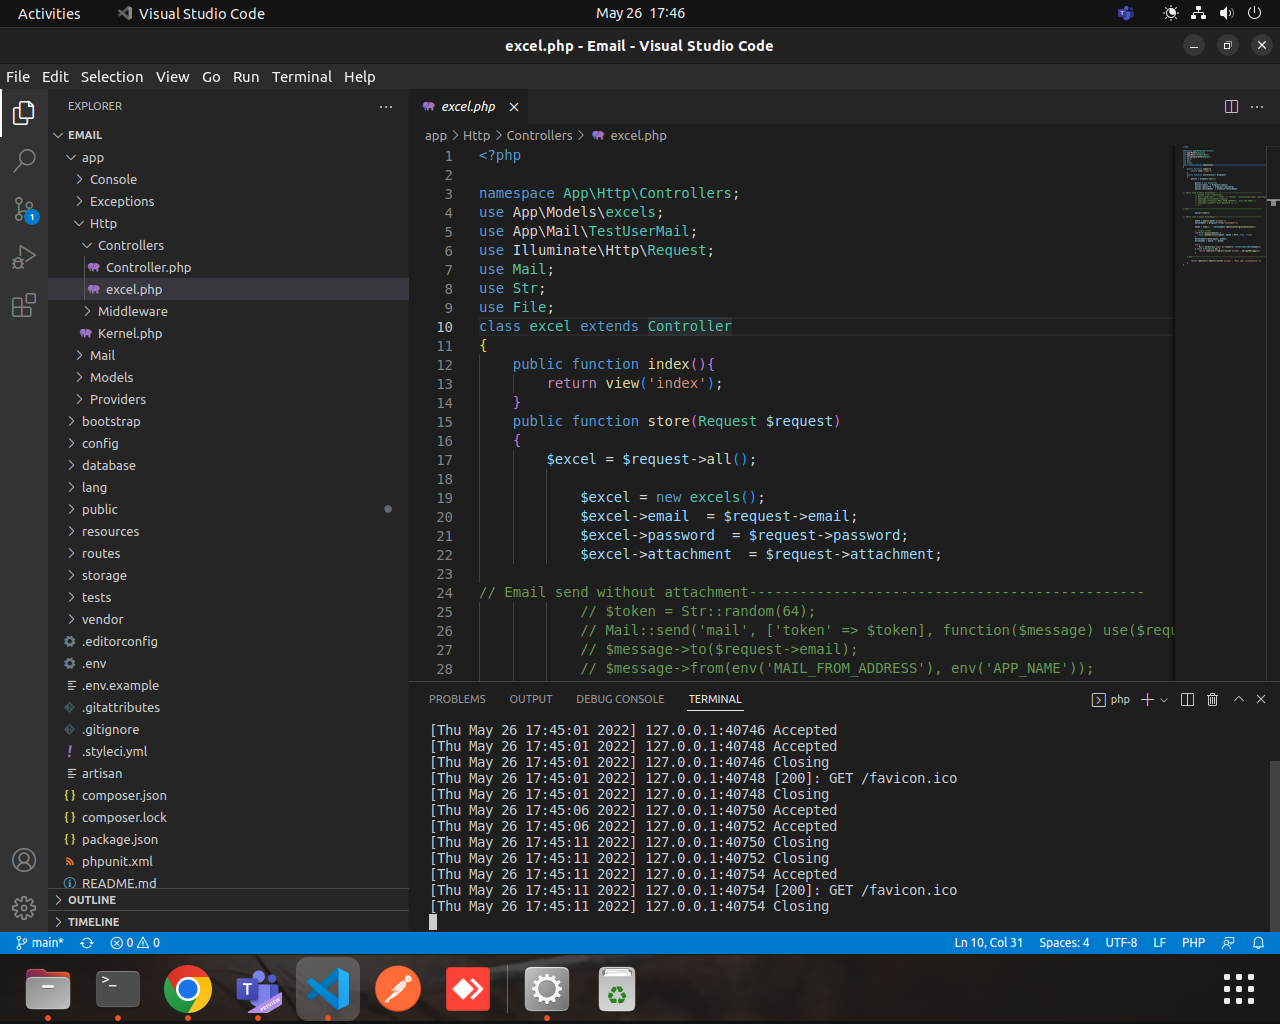 Activities
Visual Studio Code
May 26  17:46
excel.php - Email - Visual Studio Code
File Edit Selection View Go Run Terminal Help
EXPLORER
EMAIL
app
Console
Exceptions
Http
Controllers
Controller.php
excel.php
Middleware
Kernel.php
Mail
Models
Providers
bootstrap
config
database
lang
public
resources
routes
storage
tests
vendor
.editorconfig
.env
.env.example
.gitattributes
.gitignore
.styleci.yml
artisan
composer.json
composer.lock
package.json
phpunit.xml
README.md
OUTLINE
TIMELINE
1
excel.php
app > Http > Controllers > excel.php
1 <?php
2
3 namespace App\Http\Controllers;
4 use App\Models\excels;
5 use App\Mail\TestUserMail;
6 use Illuminate\Http\Request;
7 use Mail;
8 use Str;
9 use File;
10 class excel extends Controller
11 {
12     public function index(){
13         return view('index');
14     }
15     public function store(Request $request)
16     {
17         $excel = $request->all();
18
19             $excel = new excels();
20             $excel->email  = $request->email;
21             $excel->password  = $request->password;
22             $excel->attachment  = $request->attachment;
23
24 // Email send without attachment-----------------------------------------------
25             // $token = Str::random(64);
26             // Mail::send('mail', ['token' => $token], function($message) use($requ
27             // $message->to($request->email);
28             // $message->from(env('MAIL_FROM_ADDRESS'), env('APP_NAME'));
PROBLEMS OUTPUT DEBUG CONSOLE TERMINAL
php
[Thu May 26 17:45:01 2022] 127.0.0.1:40746 Accepted
[Thu May 26 17:45:01 2022] 127.0.0.1:40748 Accepted
[Thu May 26 17:45:01 2022] 127.0.0.1:40746 Closing
[Thu May 26 17:45:01 2022] 127.0.0.1:40748 [200]: GET /favicon.ico
[Thu May 26 17:45:01 2022] 127.0.0.1:40748 Closing
[Thu May 26 17:45:06 2022] 127.0.0.1:40750 Accepted
[Thu May 26 17:45:06 2022] 127.0.0.1:40752 Accepted
[Thu May 26 17:45:11 2022] 127.0.0.1:40750 Closing
[Thu May 26 17:45:11 2022] 127.0.0.1:40752 Closing
[Thu May 26 17:45:11 2022] 127.0.0.1:40754 Accepted
[Thu May 26 17:45:11 2022] 127.0.0.1:40754 [200]: GET /favicon.ico
[Thu May 26 17:45:11 2022] 127.0.0.1:40754 Closing
main* 0 0 Ln 10, Col 31 Spaces: 4 UTF-8 LF PHP
PREVIEW